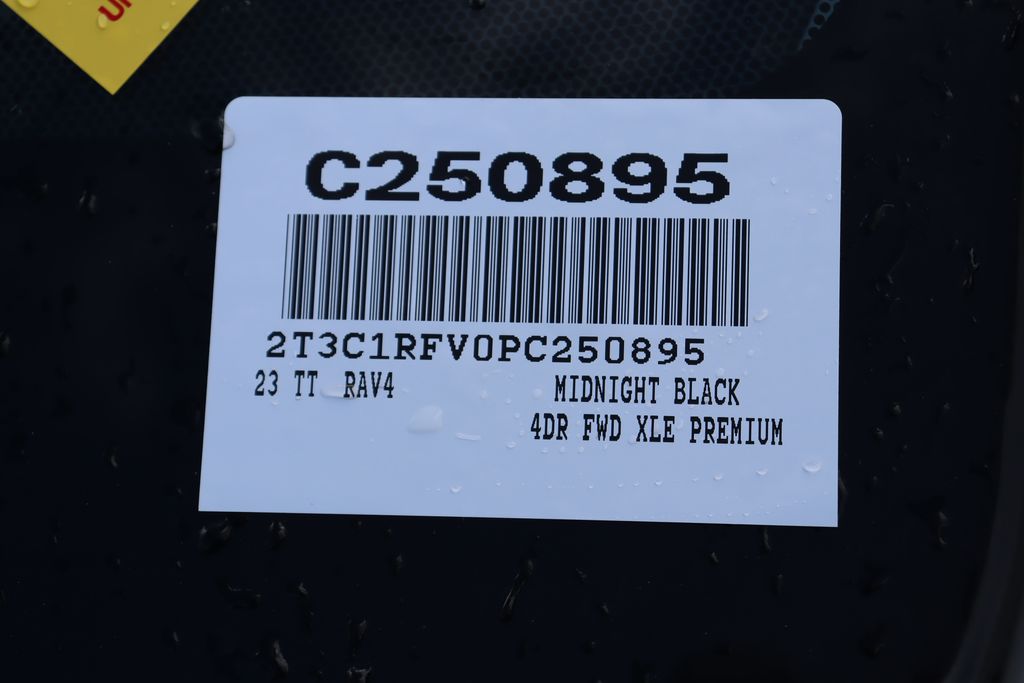 C250895
2T3C1RFV0PC250895
23 TT RAV4
MIDNIGHT BLACK
4DR FWD XLE PREMIUM